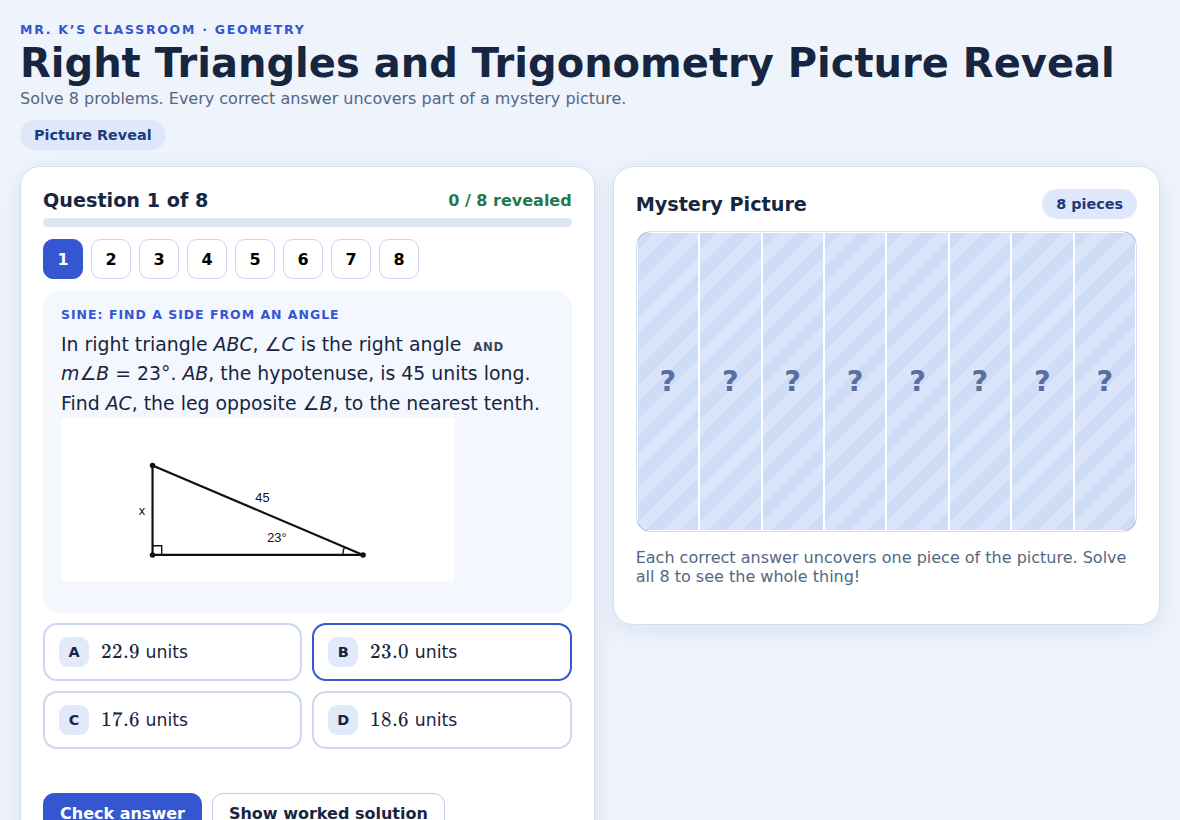 MR. K'S CLASSROOM · GEOMETRY
Right Triangles and Trigonometry Picture Reveal
Solve 8 problems. Every correct answer uncovers part of a mystery picture.
Picture Reveal
Question 1 of 8
0 / 8 revealed
1 2 3 4 5 6 7 8
SINE: FIND A SIDE FROM AN ANGLE
In right triangle ABC, ∠C is the right angle AND
m∠B = 23°. AB, the hypotenuse, is 45 units long.
Find AC, the leg opposite ∠B, to the nearest tenth.
45
x
23°
A 22.9 units
B 23.0 units
C 17.6 units
D 18.6 units
Check answer
Show worked solution
Mystery Picture
8 pieces
? ? ? ? ? ? ? ?
Each correct answer uncovers one piece of the picture. Solve
all 8 to see the whole thing!